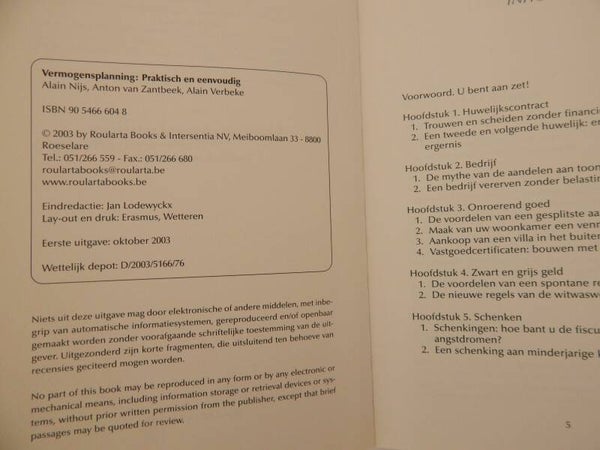 Vermogensplanning: Praktisch en eenvoudig
Alain Nijs, Anton van Zantbeek, Alain Verbeke
ISBN 90 5466 604 8
© 2003 by Roularta Books & Intersentia NV, Meiboomlaan 33 - 8800
Roeselare
Tel.: 051/266 559 - Fax.: 051/266 680
roulartabooks@roularta.be
www.roulartabooks.be
Eindredactie: Jan Lodewyckx
Lay-out en druk: Erasmus, Wetteren
Eerste uitgave: oktober 2003
Wettelijk depot: D/2003/5166/76
Niets uit deze uitgave mag door elektronische of andere middelen, met inbe-
grip van automatische informatiesystemen, gereproduceerd en/of openbaar
gemaakt worden zonder voorafgaande schriftelijke toestemming van de uit-
gever. Uitgezonderd zijn korte fragmenten, die uitsluitend ten behoeve van
recensies geciteerd mogen worden.
No part of this book may be reproduced in any form or by any electronic or
mechanical means, including information storage or retrieval devices or sys-
tems, without prior written permission from the publisher, except that brief
passages may be quoted for review.
Voorwoord. U bent aan zet!
Hoofdstuk 1. Huwelijkscontract
1. Trouwen en scheiden zonder financi
2. Een tweede en volgende huwelijk: e
ergernis
Hoofdstuk 2. Bedrijf
1. De mythe van de aandelen aan toon
2. Een bedrijf vererven zonder belastin
Hoofdstuk 3. Onroerend goed
1. De voordelen van een gesplitste aa
2. Maak van uw woonkamer een venn
3. Aankoop van een villa in het buiten
4. Vastgoedcertificaten: bouwen met
Hoofdstuk 4. Zwart en grijs geld
1. De voordelen van een spontane re
2. De nieuwe regels van de witwasw
Hoofdstuk 5. Schenken
1. Schenkingen: hoe bant u de fiscu
angstdromen?
2. Een schenking aan minderjarige k
5